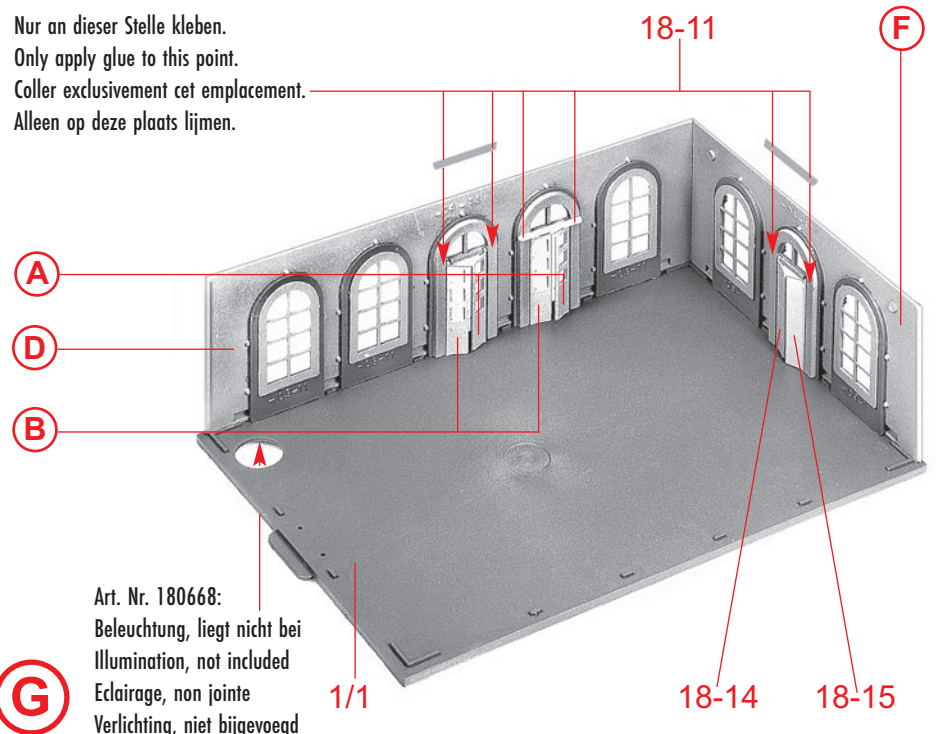 Nur an dieser Stelle kleben.
Only apply glue to this point.
Coller exclusivement cet emplacement.
Alleen op deze plaats lijmen.
18-11
F
A
D
B
Art. Nr. 180668:
Beleuchtung, liegt nicht bei
Illumination, not included
Eclairage, non jointe
Verlichting, niet bijgevoegd
G
1/1
18-14
18-15